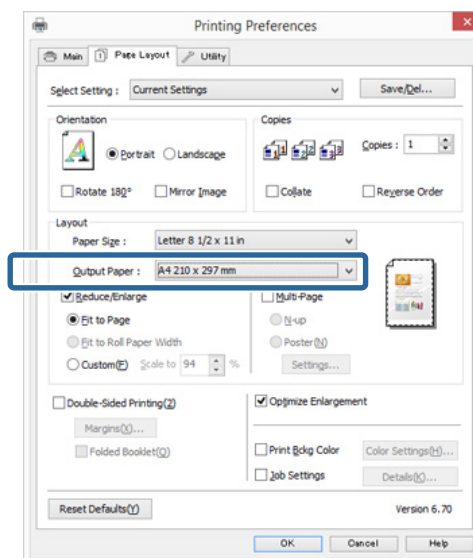 Printing Preferences
Main Page Layout Utility
Select Setting : Current Settings Save/Del...
Orientation Copies
Portrait Landscape Copies : 1
Rotate 180° Mirror Image Collate Reverse Order
Layout
Paper Size : Letter 8 1/2 x 11 in
Output Paper : A4 210 x 297 mm
Reduce/Enlarge Multi-Page
Fit to Page N-up
Fit to Roll Paper Width Poster(N)
Custom(F) Scale to 94 % Settings...
Double-Sided Printing(2) Optimize Enlargement
Margins(X)...
Folded Booklet(Q) Print Bckg Color Color Settings(H)...
Job Settings Details(K)...
Reset Defaults(Y) Version 6.70
OK Cancel Help